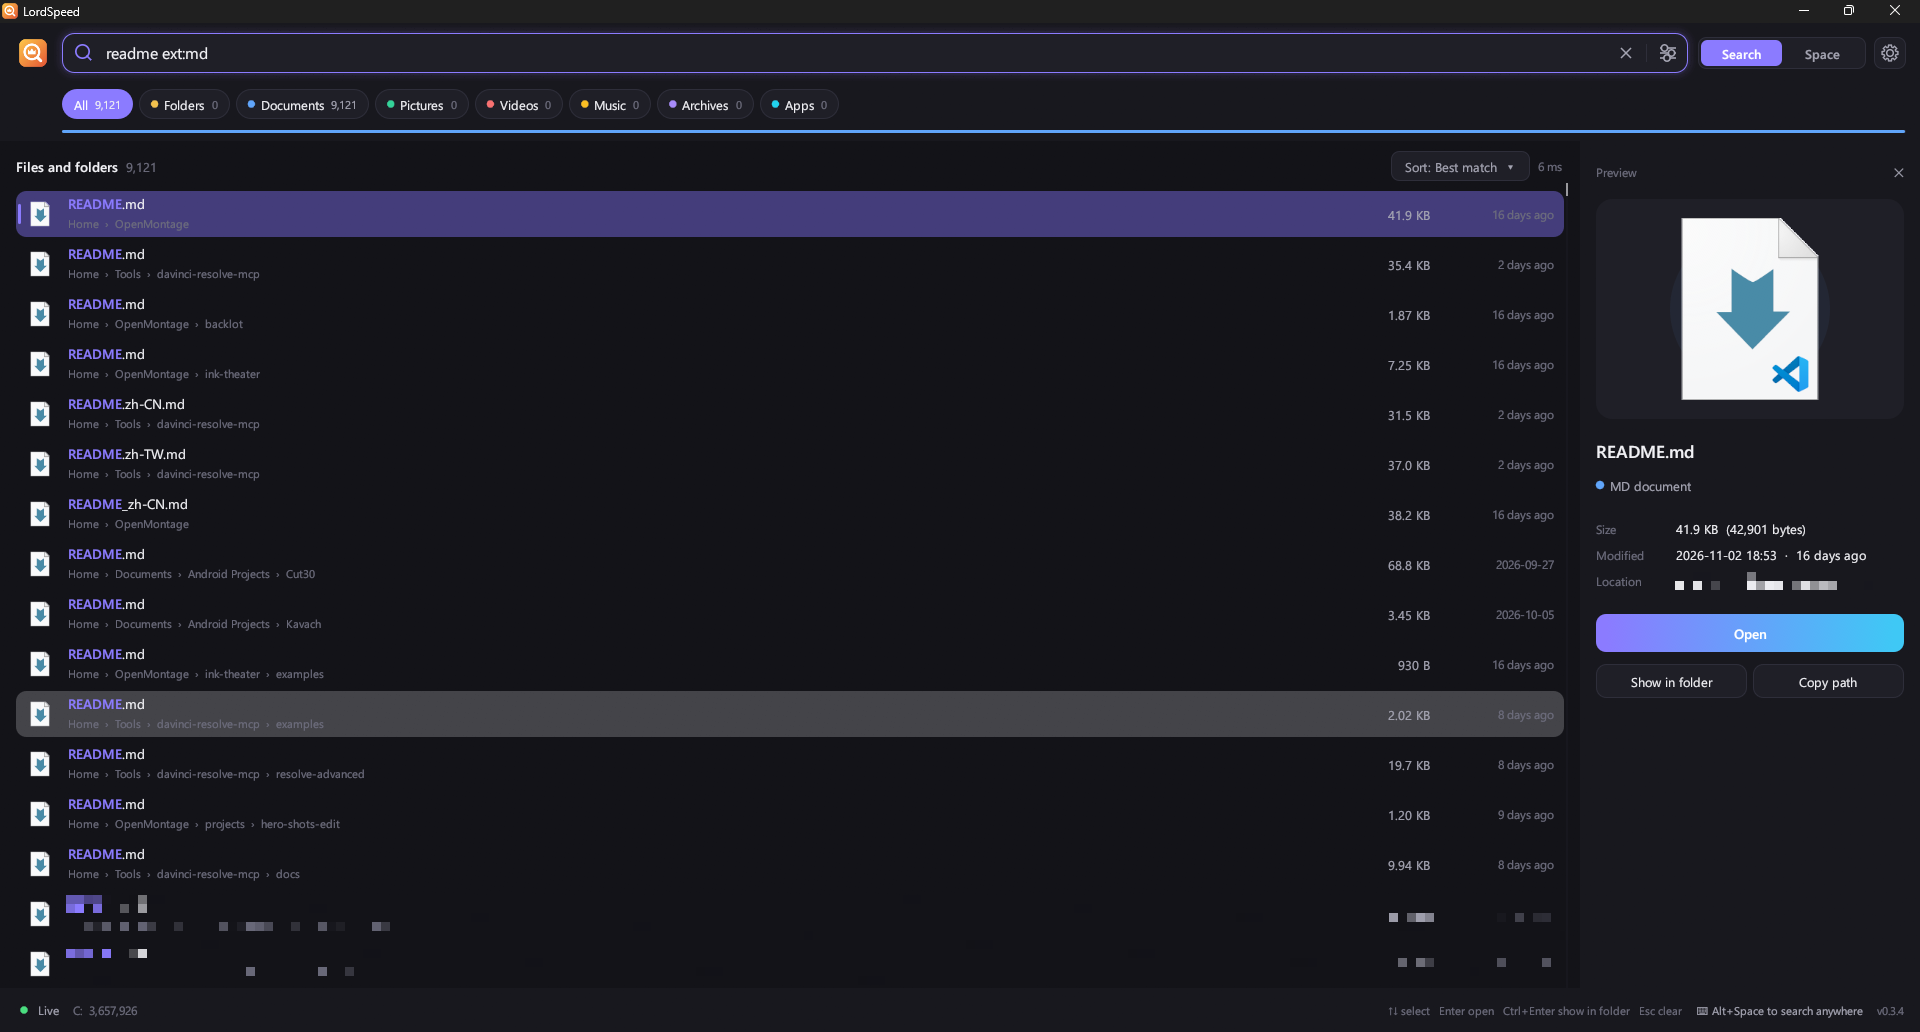 LordSpeed
readme ext:md
Search
Space
All 9,121
Folders 0
Documents 9,121
Pictures 0
Videos 0
Music 0
Archives 0
Apps 0
Files and folders 9,121
Sort: Best match
6 ms
README.md
Home › OpenMontage
41.9 KB
16 days ago
README.md
Home › Tools › davinci-resolve-mcp
35.4 KB
2 days ago
README.md
Home › OpenMontage › backlot
1.87 KB
16 days ago
README.md
Home › OpenMontage › ink-theater
7.25 KB
16 days ago
README.zh-CN.md
Home › Tools › davinci-resolve-mcp
31.5 KB
2 days ago
README.zh-TW.md
Home › Tools › davinci-resolve-mcp
37.0 KB
2 days ago
README_zh-CN.md
Home › OpenMontage
38.2 KB
16 days ago
README.md
Home › Documents › Android Projects › Cut30
68.8 KB
2026-09-27
README.md
Home › Documents › Android Projects › Kavach
3.45 KB
2026-10-05
README.md
Home › OpenMontage › ink-theater › examples
930 B
16 days ago
README.md
Home › Tools › davinci-resolve-mcp › examples
2.02 KB
8 days ago
README.md
Home › Tools › davinci-resolve-mcp › resolve-advanced
19.7 KB
8 days ago
README.md
Home › OpenMontage › projects › hero-shots-edit
1.20 KB
9 days ago
README.md
Home › Tools › davinci-resolve-mcp › docs
9.94 KB
8 days ago
Preview
README.md
MD document
Size 41.9 KB (42,901 bytes)
Modified 2026-11-02 18:53 · 16 days ago
Location
Open
Show in folder
Copy path
Live C: 3,657,926
↑↓ select Enter open Ctrl+Enter show in folder Esc clear Alt+Space to search anywhere v0.3.4